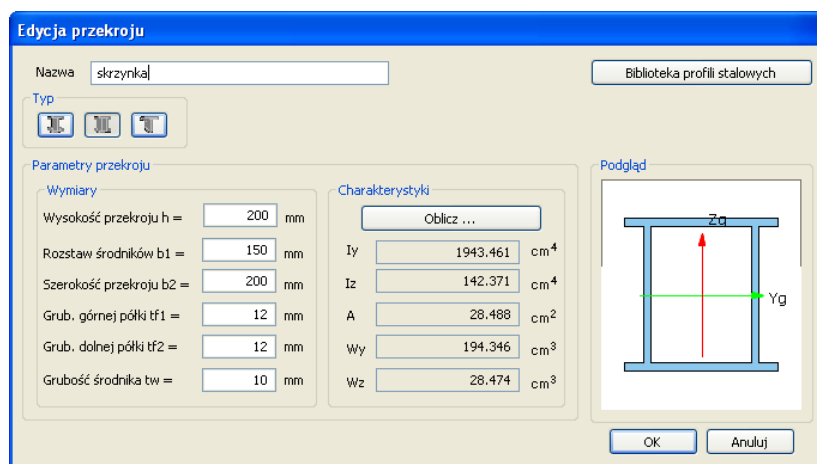 Edycja przekroju
Nazwa skrzynka Biblioteka profili stalowych
Typ
Parametry przekroju Podgląd
Wymiary Charakterystyki
Wysokość przekroju h = 200 mm Oblicz ...
Rozstaw środników b1 = 150 mm Iy 1943.461 cm⁴
Szerokość przekroju b2 = 200 mm Iz 142.371 cm⁴
Grub. górnej półki tf1 = 12 mm A 28.488 cm²
Grub. dolnej półki tf2 = 12 mm Wy 194.346 cm³
Grubość środnika tw = 10 mm Wz 28.474 cm³
Zg
Yg
OK Anuluj